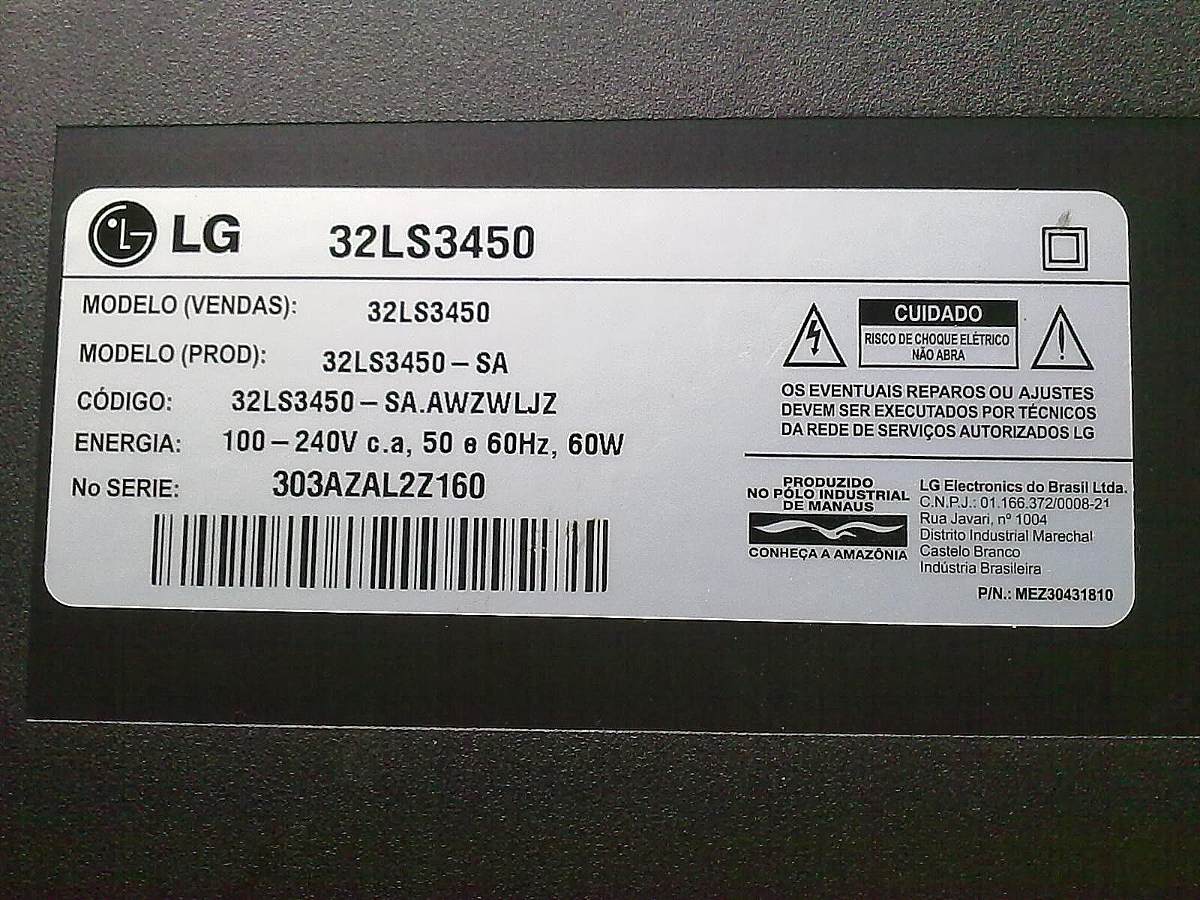 LG 32LS3450
MODELO (VENDAS): 32LS3450
MODELO (PROD): 32LS3450-SA
CÓDIGO: 32LS3450-SA.AWZWLJZ
ENERGIA: 100-240V c.a, 50 e 60Hz, 60W
No SERIE: 303AZAL2Z160
CUIDADO
RISCO DE CHOQUE ELÉTRICO
NÃO ABRA
OS EVENTUAIS REPAROS OU AJUSTES
DEVEM SER EXECUTADOS POR TÉCNICOS
DA REDE DE SERVIÇOS AUTORIZADOS LG
PRODUZIDO
NO PÓLO INDUSTRIAL
DE MANAUS
CONHEÇA A AMAZÔNIA
LG Electronics do Brasil Ltda.
C.N.P.J.: 01.166.372/0008-21
Rua Javari, nº 1004
Distrito Industrial Marechal
Castelo Branco
Indústria Brasileira
P/N.: MEZ30431810